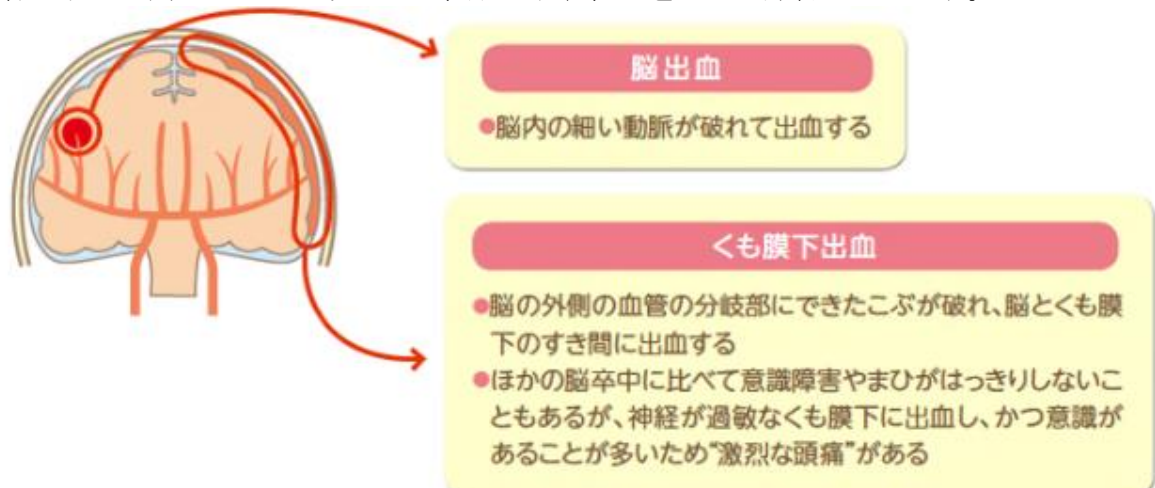 脳出血
●脳内の細い動脈が破れて出血する
くも膜下出血
●脳の外側の血管の分岐部にできたこぶが破れ、脳とくも膜
下のすき間に出血する
●ほかの脳卒中に比べて意識障害やまひがはっきりしないこ
ともあるが、神経が過敏なくも膜下に出血し、かつ意識が
あることが多いため“激烈な頭痛”がある